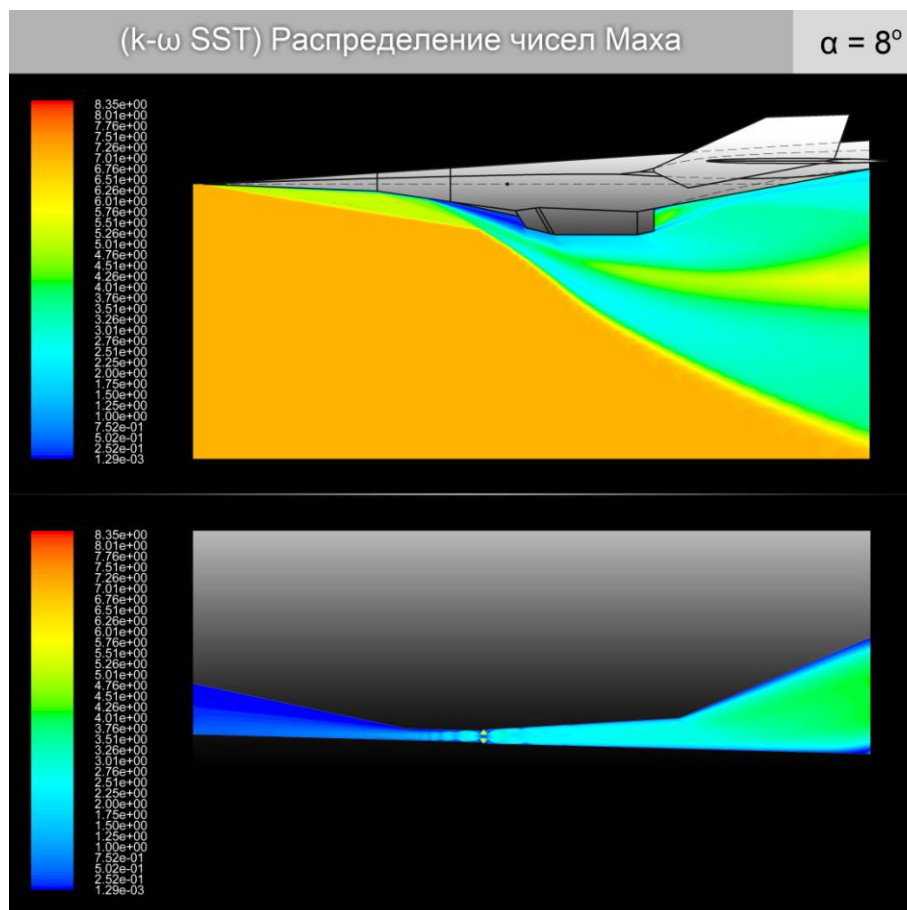 (k-ω SST) Распределение чисел Маха
α = 8°
8.35e+00
8.01e+00
7.76e+00
7.51e+00
7.26e+00
7.01e+00
6.76e+00
6.51e+00
6.26e+00
6.01e+00
5.76e+00
5.51e+00
5.26e+00
5.01e+00
4.76e+00
4.51e+00
4.26e+00
4.01e+00
3.76e+00
3.51e+00
3.26e+00
3.01e+00
2.76e+00
2.51e+00
2.25e+00
2.00e+00
1.75e+00
1.50e+00
1.25e+00
1.00e+00
7.52e-01
5.02e-01
2.52e-01
1.29e-03
8.35e+00
8.01e+00
7.76e+00
7.51e+00
7.26e+00
7.01e+00
6.76e+00
6.51e+00
6.26e+00
6.01e+00
5.76e+00
5.51e+00
5.26e+00
5.01e+00
4.76e+00
4.51e+00
4.26e+00
4.01e+00
3.76e+00
3.51e+00
3.26e+00
3.01e+00
2.76e+00
2.51e+00
2.25e+00
2.00e+00
1.75e+00
1.50e+00
1.25e+00
1.00e+00
7.52e-01
5.02e-01
2.52e-01
1.29e-03